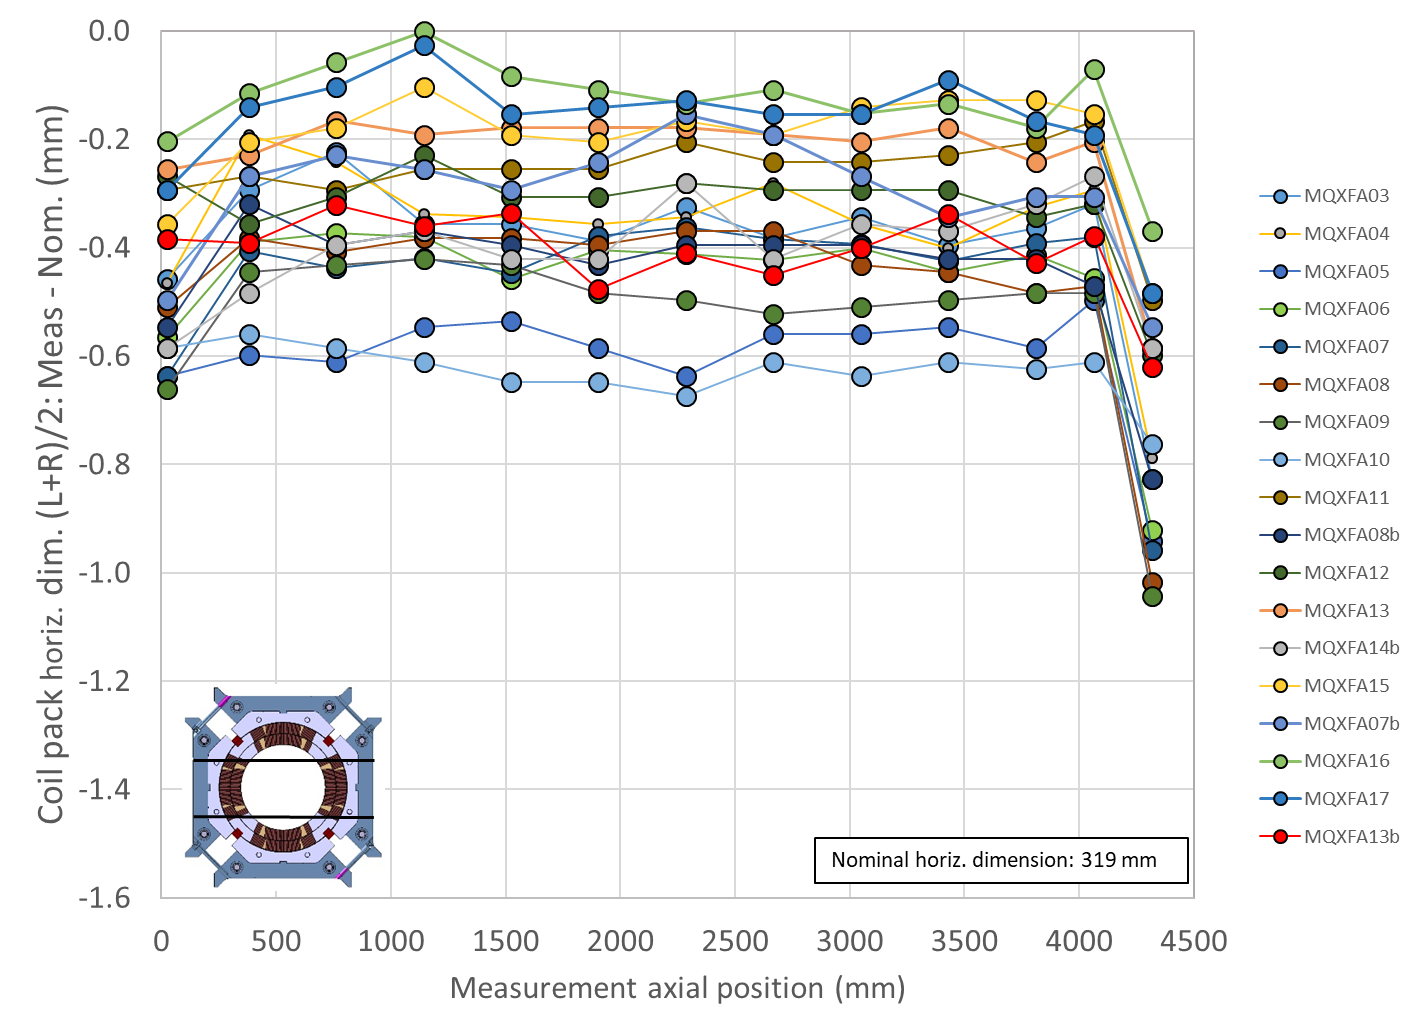 Coil pack horiz. dim. (L+R)/2: Meas - Nom. (mm)
0.0
-0.2
-0.4
-0.6
-0.8
-1.0
-1.2
-1.4
-1.6
0 500 1000 1500 2000 2500 3000 3500 4000 4500
Measurement axial position (mm)
Nominal horiz. dimension: 319 mm
MQXFA03
MQXFA04
MQXFA05
MQXFA06
MQXFA07
MQXFA08
MQXFA09
MQXFA10
MQXFA11
MQXFA08b
MQXFA12
MQXFA13
MQXFA14b
MQXFA15
MQXFA07b
MQXFA16
MQXFA17
MQXFA13b